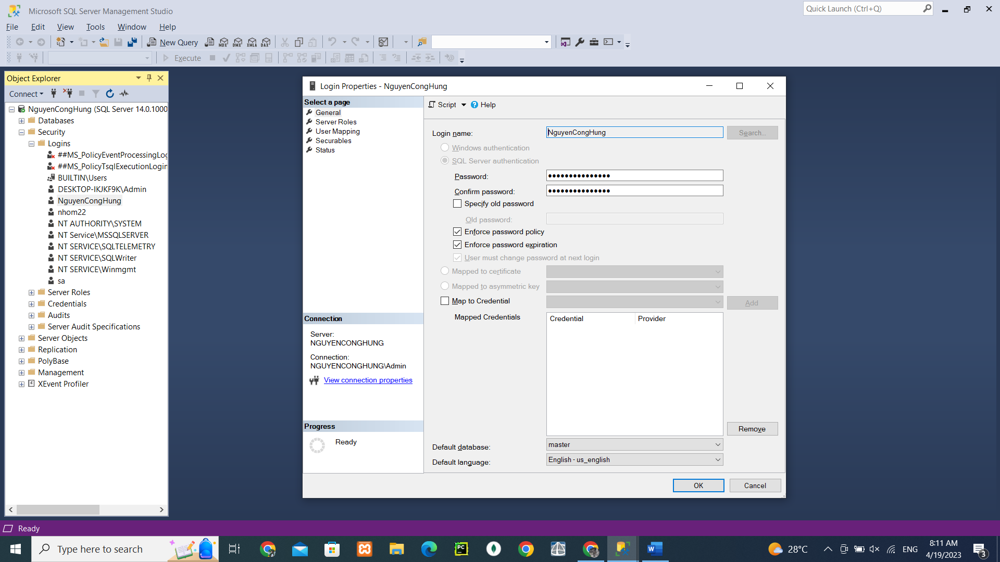 Microsoft SQL Server Management Studio
Quick Launch (Ctrl+Q)
File Edit View Tools Window Help
New Query MDX DMX XMLA DAX
Execute
Object Explorer
Connect
NguyenCongHung (SQL Server 14.0.1000
Databases
Security
Logins
##MS_PolicyEventProcessingLog
##MS_PolicyTsqlExecutionLogin
BUILTIN\Users
DESKTOP-IKJKF9K\Admin
NguyenCongHung
nhom22
NT AUTHORITY\SYSTEM
NT Service\MSSQLSERVER
NT SERVICE\SQLTELEMETRY
NT SERVICE\SQLWriter
NT SERVICE\Winmgmt
sa
Server Roles
Credentials
Audits
Server Audit Specifications
Server Objects
Replication
PolyBase
Management
XEvent Profiler
Login Properties - NguyenCongHung
Select a page
General
Server Roles
User Mapping
Securables
Status
Connection
Server:
NGUYENCONGHUNG
Connection:
NGUYENCONGHUNG\Admin
View connection properties
Progress
Ready
Script Help
Login name: NguyenCongHung Search...
Windows authentication
SQL Server authentication
Password: •••••••••••••••
Confirm password: •••••••••••••••
Specify old password
Old password:
Enforce password policy
Enforce password expiration
User must change password at next login
Mapped to certificate
Mapped to asymmetric key
Map to Credential Add
Mapped Credentials Credential Provider
Remove
Default database: master
Default language: English - us_english
OK Cancel
Ready
Type here to search
PC
W
28°C
ENG
8:11 AM
4/19/2023
3